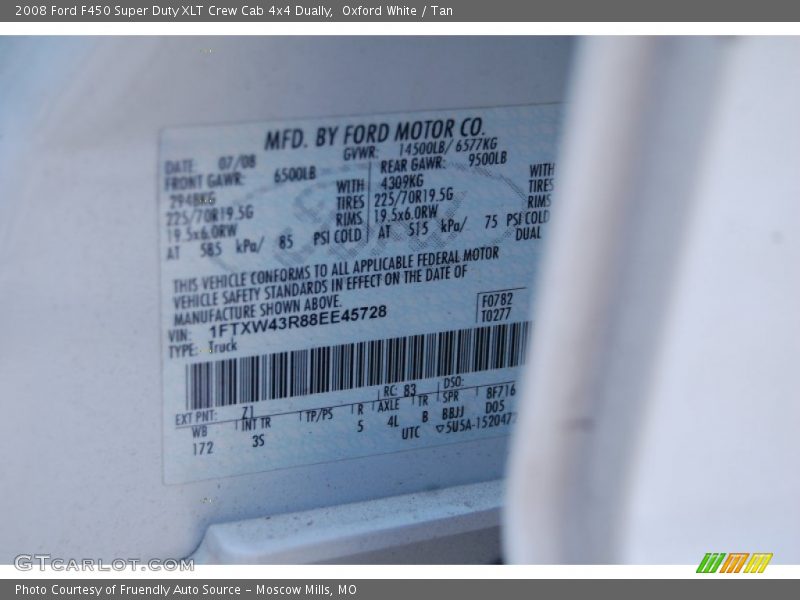 2008 Ford F450 Super Duty XLT Crew Cab 4x4 Dually, Oxford White / Tan
MFD. BY FORD MOTOR CO.
DATE: 07/08 GVWR: 14500LB/ 6577KG
FRONT GAWR: 6500LB REAR GAWR: 9500LB
2948KG WITH 4309KG WITH
225/70R19.5G TIRES 225/70R19.5G TIRES
19.5x6.0RW RIMS 19.5x6.0RW RIMS
AT 585 kPa/ 85 PSI COLD AT 515 kPa/ 75 PSI COLD
DUAL
THIS VEHICLE CONFORMS TO ALL APPLICABLE FEDERAL MOTOR
VEHICLE SAFETY STANDARDS IN EFFECT ON THE DATE OF
MANUFACTURE SHOWN ABOVE.
F0782
VIN: 1FTXW43R88EE45728
T0277
TYPE: Truck
EXT PNT: Z1 RC: 83 DSO:
WB INT TR TP/PS R AXLE TR SPR 8F716
172 3S 5 4L B BBJJ D05
UTC ▽5USA-152047
GTcarlot.com
Photo Courtesy of Fruendly Auto Source - Moscow Mills, MO